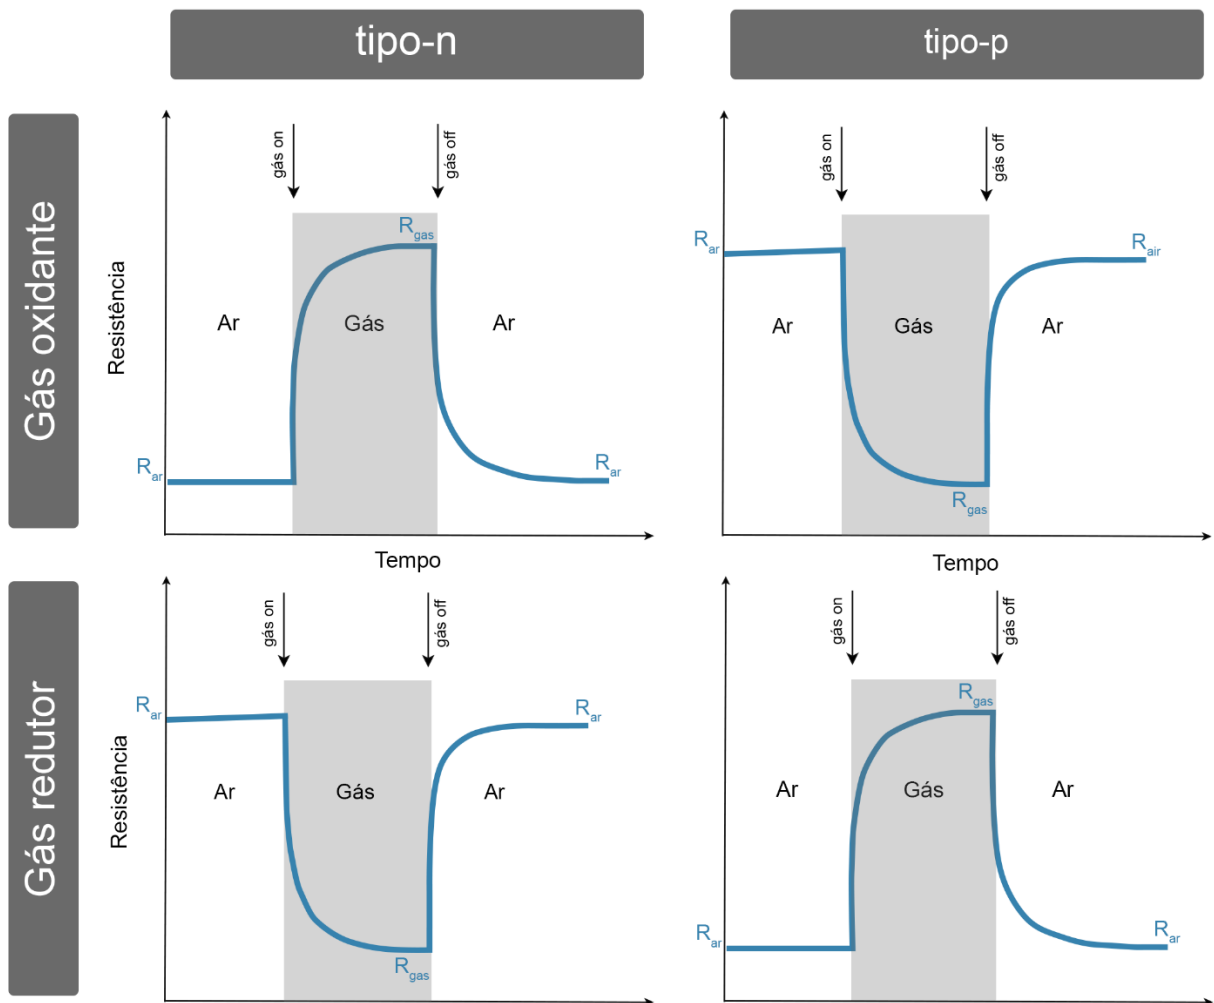 tipo-n
tipo-p
Gás oxidante
Resistência
gás on
gás off
R_gas
Ar
Gás
Ar
R_ar
R_ar
Tempo
gás on
gás off
R_ar
R_air
Ar
Gás
Ar
R_gas
Tempo
Gás redutor
Resistência
gás on
gás off
R_ar
R_ar
Ar
Gás
Ar
R_gas
gás on
gás off
R_gas
Ar
Gás
Ar
R_ar
R_ar